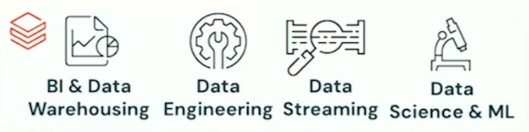 BI & Data
Warehousing
Data
Engineering
Data
Streaming
Data
Science & ML